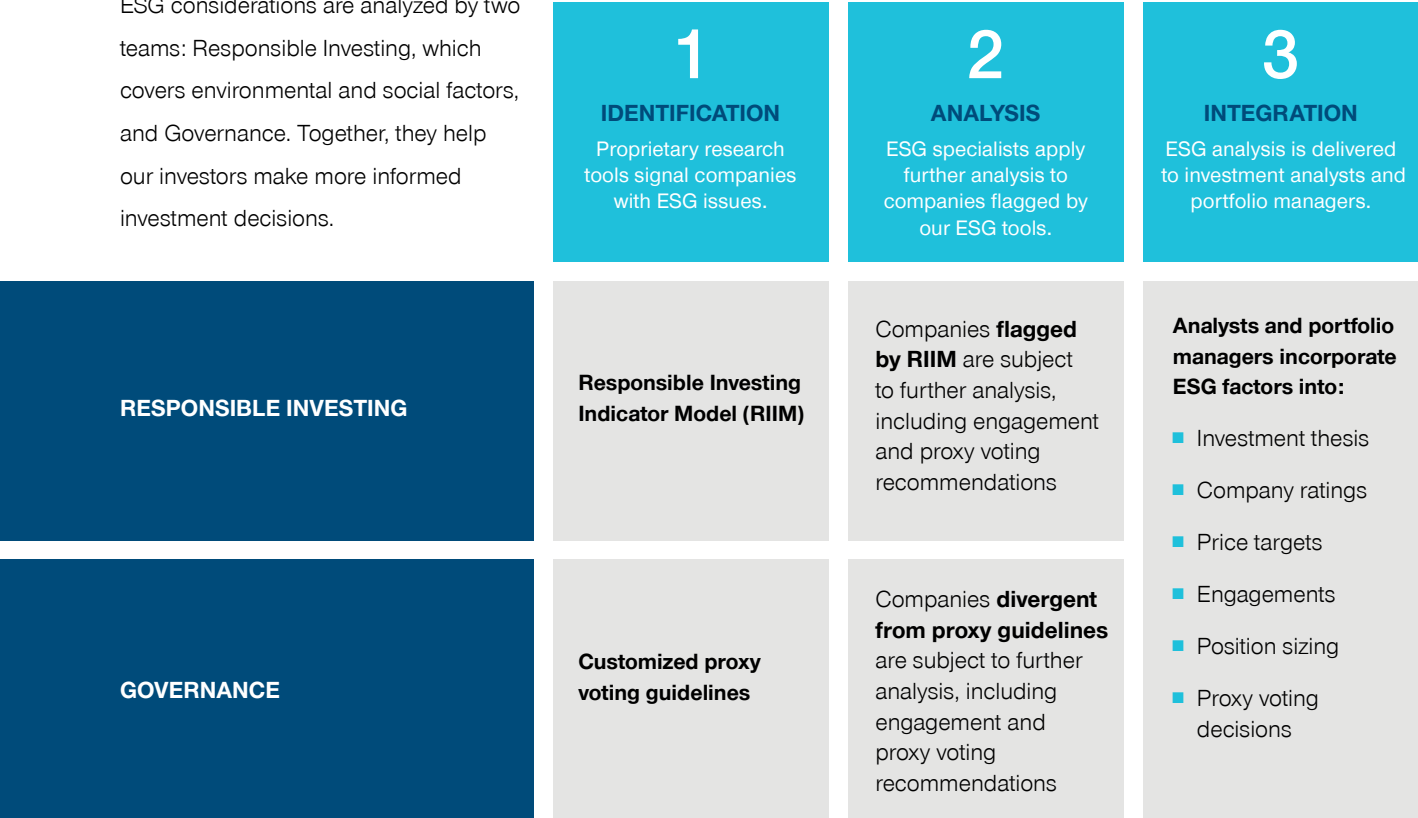 ESG considerations are analyzed by two
teams: Responsible Investing, which
covers environmental and social factors,
and Governance. Together, they help
our investors make more informed
investment decisions.
1
IDENTIFICATION
Proprietary research
tools signal companies
with ESG issues.
2
ANALYSIS
ESG specialists apply
further analysis to
companies flagged by
our ESG tools.
3
INTEGRATION
ESG analysis is delivered
to investment analysts and
portfolio managers.
RESPONSIBLE INVESTING
Responsible Investing
Indicator Model (RIIM)
Companies flagged
by RIIM are subject
to further analysis,
including engagement
and proxy voting
recommendations
Analysts and portfolio
managers incorporate
ESG factors into:
■ Investment thesis
■ Company ratings
■ Price targets
■ Engagements
■ Position sizing
■ Proxy voting
decisions
GOVERNANCE
Customized proxy
voting guidelines
Companies divergent
from proxy guidelines
are subject to further
analysis, including
engagement and
proxy voting
recommendations